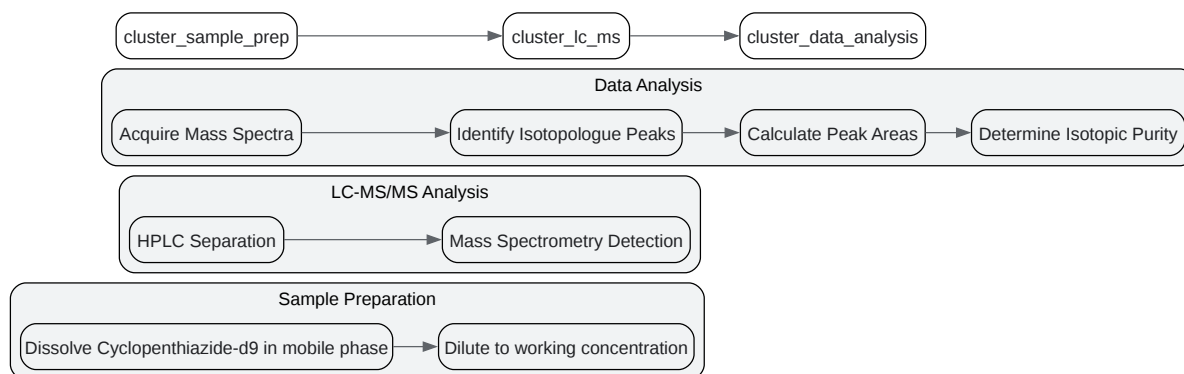 cluster_sample_prep
cluster_lc_ms
cluster_data_analysis
Data Analysis
Acquire Mass Spectra
Identify Isotopologue Peaks
Calculate Peak Areas
Determine Isotopic Purity
LC-MS/MS Analysis
HPLC Separation
Mass Spectrometry Detection
Sample Preparation
Dissolve Cyclopenthiazide-d9 in mobile phase
Dilute to working concentration